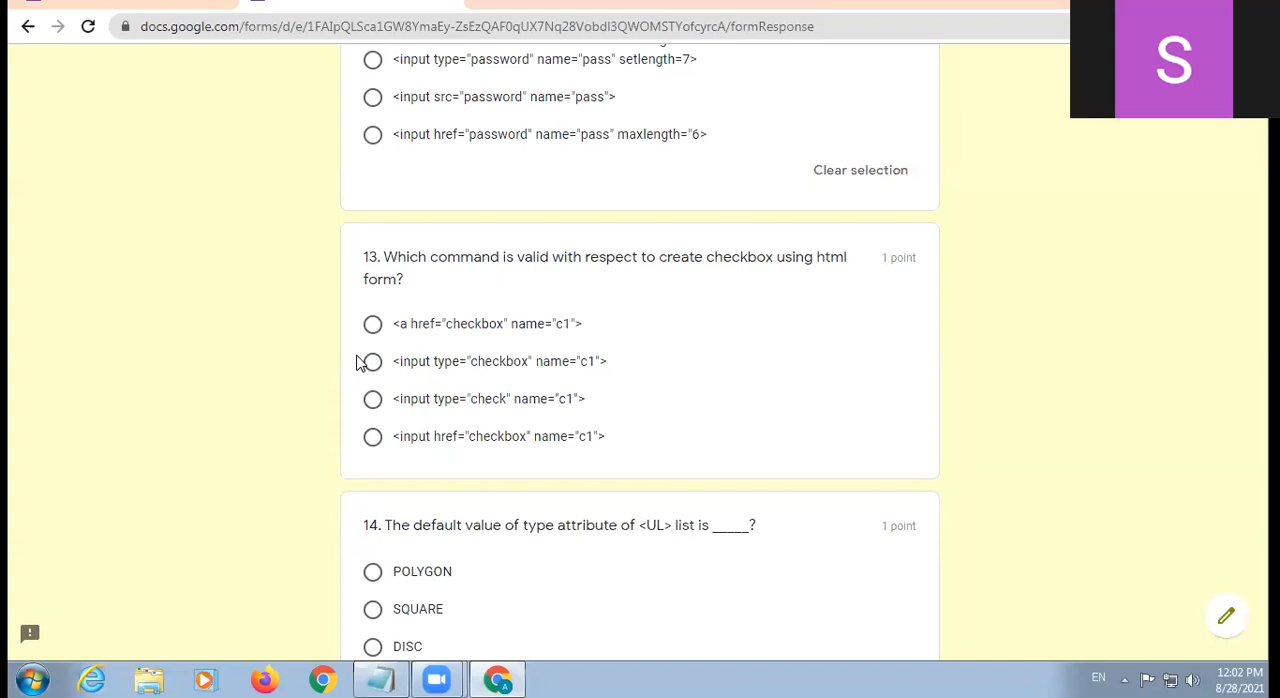 docs.google.com/forms/d/e/1FAIpQLSca1GW8YmaEy-ZsEzQAF0qUX7Nq28Vobdl3QWOMSTYofcyrcA/formResponse
S
<input type="password" name="pass" setlength=7>
<input src="password" name="pass">
<input href="password" name="pass" maxlength="6>
Clear selection
13. Which command is valid with respect to create checkbox using html
form?
1 point
<a href="checkbox" name="c1">
<input type="checkbox" name="c1">
<input type="check" name="c1">
<input href="checkbox" name="c1">
14. The default value of type attribute of <UL> list is _____?
1 point
POLYGON
SQUARE
DISC
EN
12:02 PM
8/28/2021